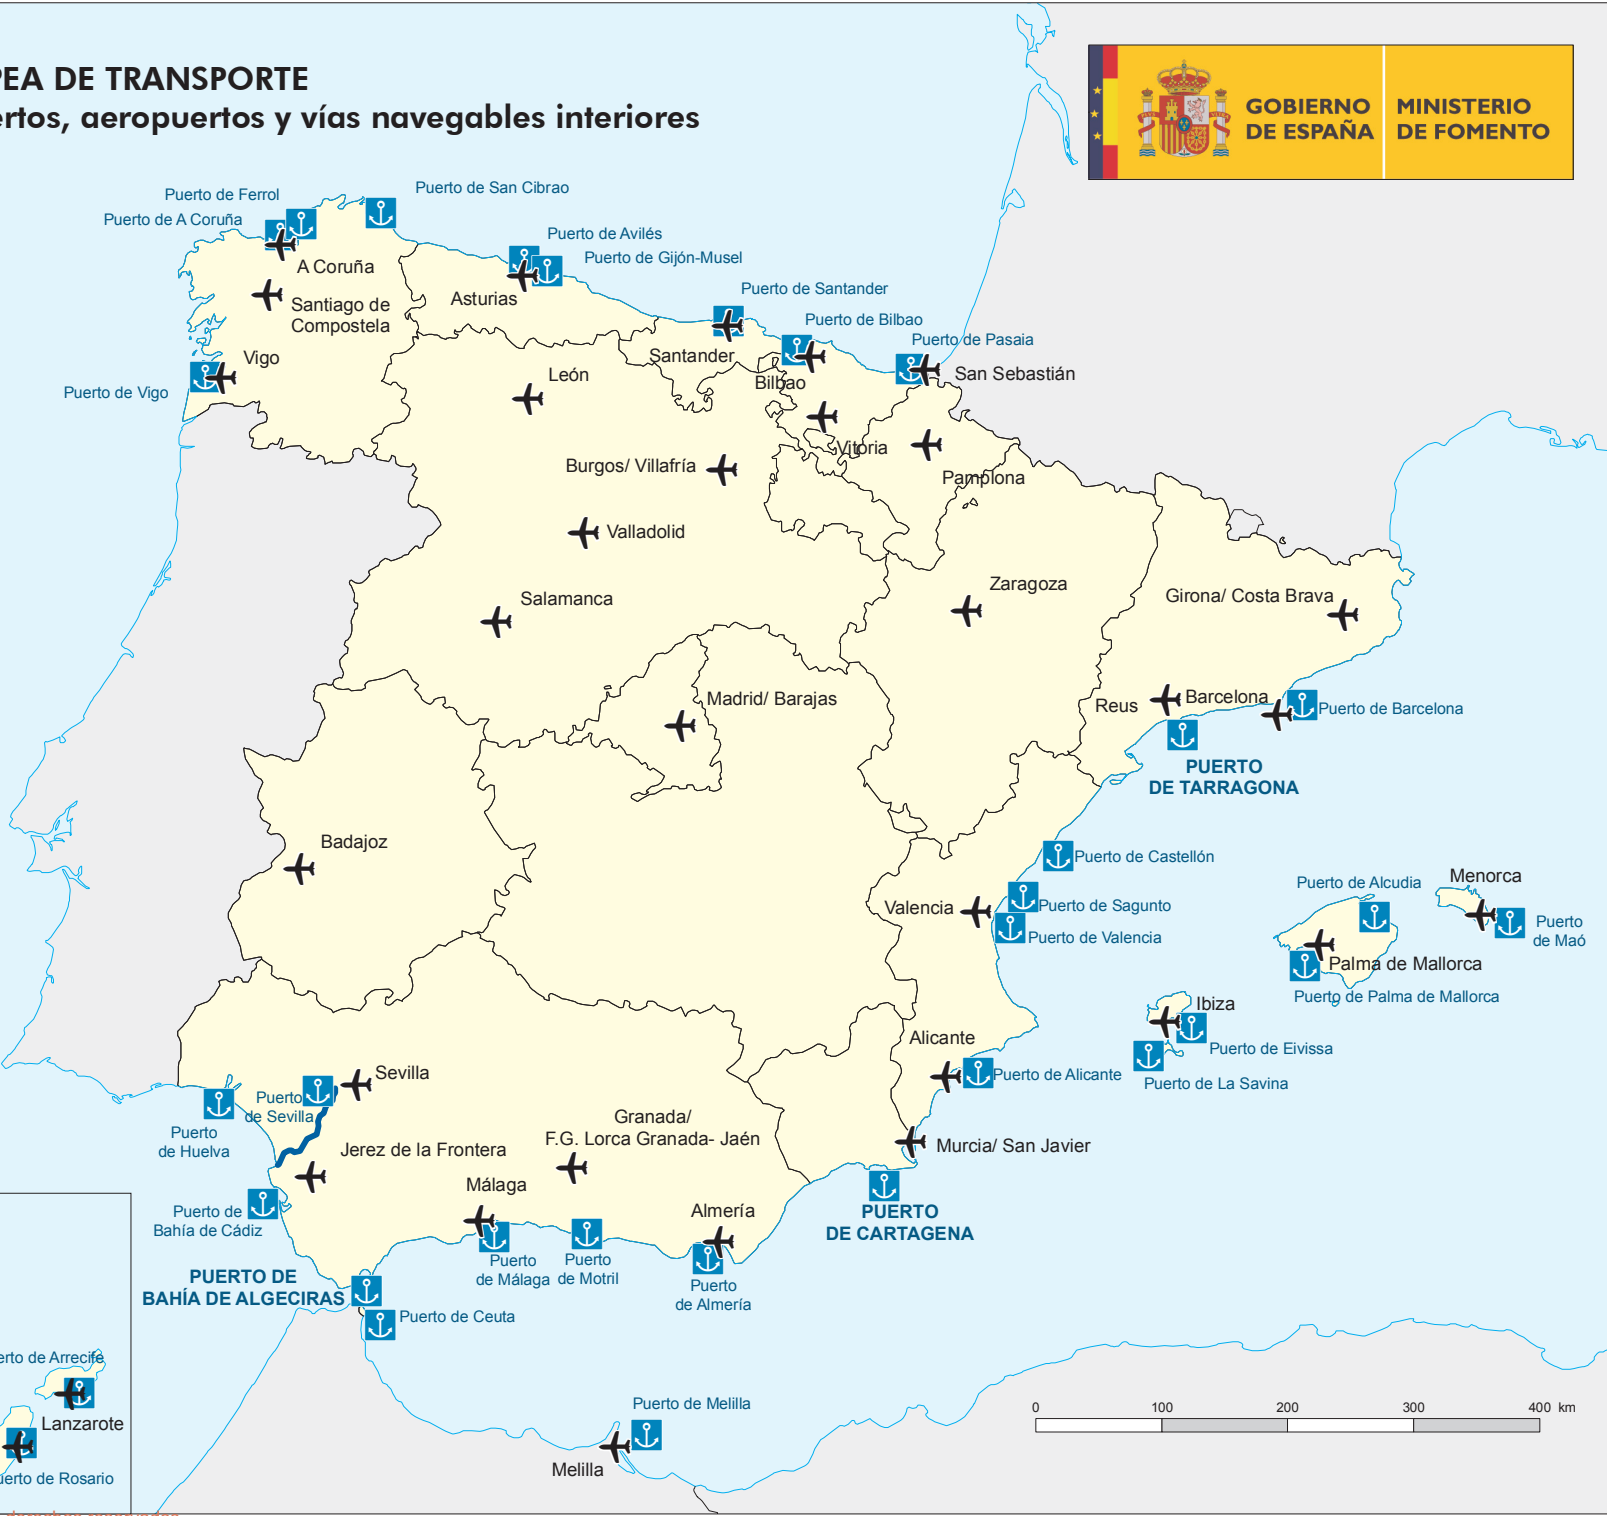 PEA DE TRANSPORTE
ertos, aeropuertos y vías navegables interiores
GOBIERNO
DE ESPAÑA
MINISTERIO
DE FOMENTO
Puerto de Ferrol
Puerto de San Cibrao
Puerto de A Coruña
Puerto de Avilés
Puerto de Gijón-Musel
A Coruña
Santiago de
Compostela
Asturias
Puerto de Santander
Puerto de Bilbao
Puerto de Pasaia
Santander
Vigo
Puerto de Vigo
León
Bilbao
San Sebastián
Vitoria
Burgos/ Villafría
Pamplona
Valladolid
Zaragoza
Salamanca
Girona/ Costa Brava
Madrid/ Barajas
Reus
Barcelona
Puerto de Barcelona
PUERTO
DE TARRAGONA
Badajoz
Puerto de Castellón
Puerto de Alcudia
Menorca
Valencia
Puerto de Sagunto
Puerto de Valencia
Puerto
de Maó
Palma de Mallorca
Puerto de Palma de Mallorca
Ibiza
Alicante
Puerto de Eivissa
Puerto de Alicante
Puerto de La Savina
Sevilla
Puerto
de Sevilla
Puerto
de Huelva
Granada/
F.G. Lorca Granada- Jaén
Jerez de la Frontera
Murcia/ San Javier
Málaga
Almería
Puerto de
Bahía de Cádiz
PUERTO
DE CARTAGENA
Puerto
de Málaga
Puerto
de Motril
Puerto
de Almería
PUERTO DE
BAHÍA DE ALGECIRAS
Puerto de Ceuta
erto de Arrecife
Lanzarote
uerto de Rosario
Puerto de Melilla
Melilla
0 100 200 300 400 km